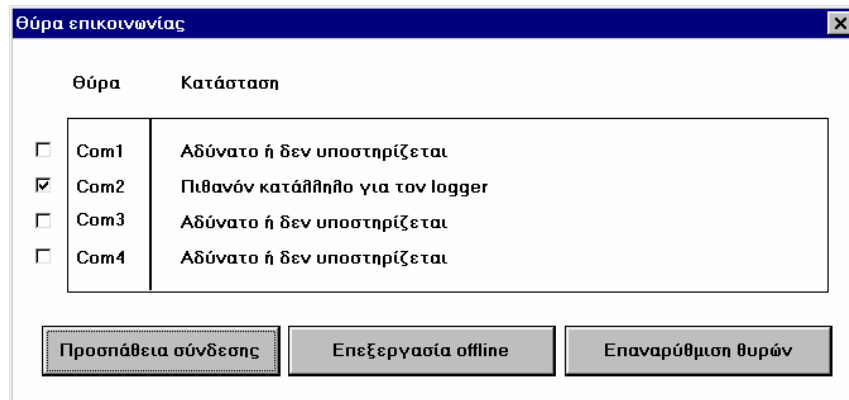 Θύρα επικοινωνίας
Θύρα Κατάσταση
Com1 Αδύνατο ή δεν υποστηρίζεται
Com2 Πιθανόν κατάλληλο για τον logger
Com3 Αδύνατο ή δεν υποστηρίζεται
Com4 Αδύνατο ή δεν υποστηρίζεται
Προσπάθεια σύνδεσης Επεξεργασία offline Επαναρύθμιση θυρών